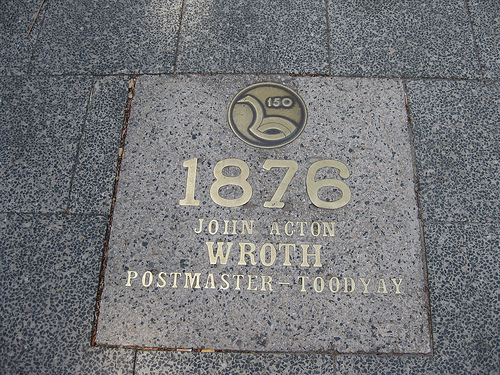 150
1876
JOHN ACTON
WROTH
POSTMASTER-TOODYAY